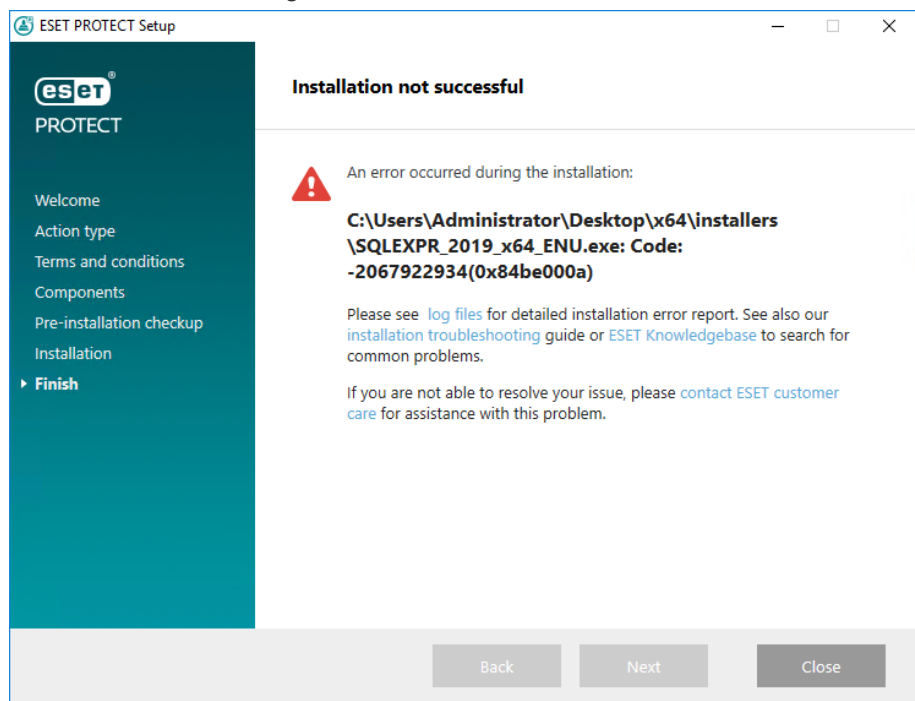 ESET PROTECT Setup
eset®
PROTECT
Welcome
Action type
Terms and conditions
Components
Pre-installation checkup
Installation
Finish
Installation not successful
An error occurred during the installation:
C:\Users\Administrator\Desktop\x64\installers
\SQLEXPR_2019_x64_ENU.exe: Code:
-2067922934(0x84be000a)
Please see log files for detailed installation error report. See also our
installation troubleshooting guide or ESET Knowledgebase to search for
common problems.
If you are not able to resolve your issue, please contact ESET customer
care for assistance with this problem.
Back
Next
Close